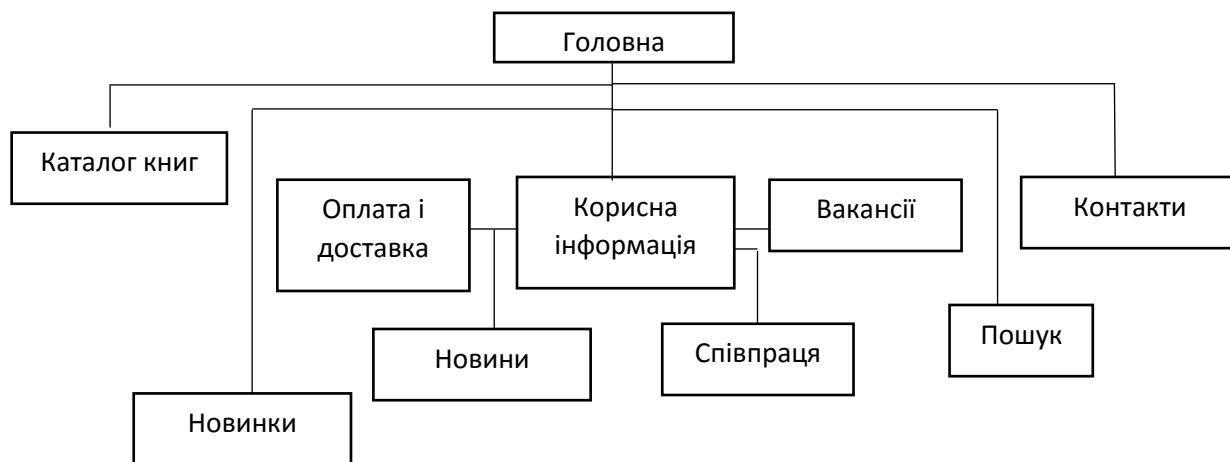 Головна
Каталог книг
Оплата і
доставка
Корисна
інформація
Вакансії
Контакти
Новини
Співпраця
Пошук
Новинки